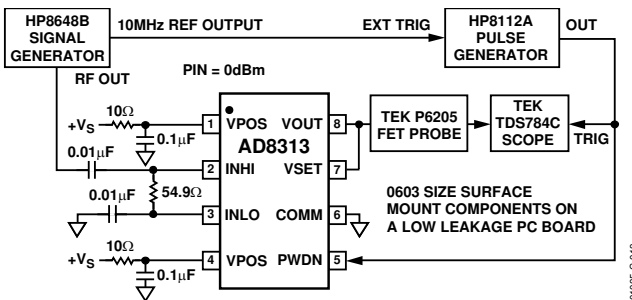 HP8648B
SIGNAL
GENERATOR
10MHz REF OUTPUT
EXT TRIG
HP8112A
PULSE
GENERATOR
OUT
RF OUT
PIN = 0dBm
+VS
10Ω
0.1μF
1 VPOS
VOUT 8
AD8313
TEK P6205
FET PROBE
TEK
TDS784C
SCOPE
TRIG
0.01μF
2 INHI
VSET 7
54.9Ω
0.01μF
3 INLO
COMM 6
0603 SIZE SURFACE
MOUNT COMPONENTS ON
A LOW LEAKAGE PC BOARD
+VS
10Ω
0.1μF
4 VPOS
PWDN 5